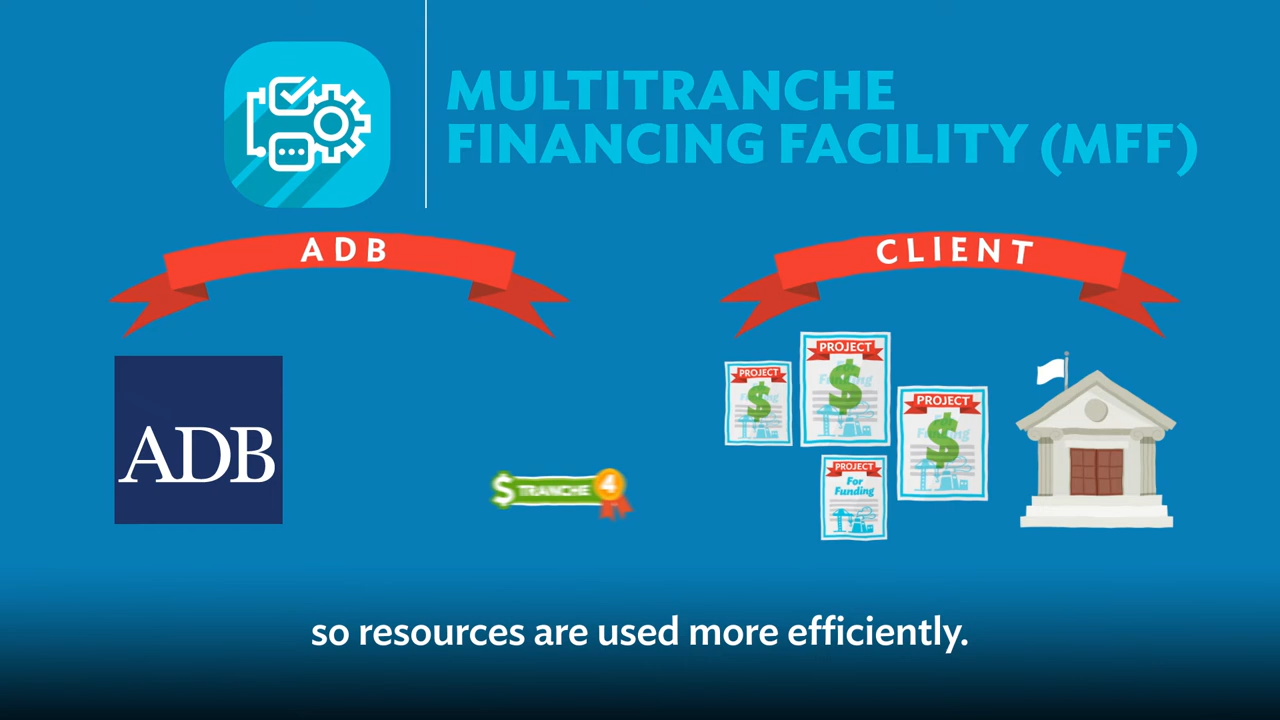 MULTITRANCHE
FINANCING FACILITY (MFF)
ADB
CLIENT
ADB
$ TRANCHE 4
PROJECT
$
PROJECT
$
PROJECT
$
PROJECT
For
Funding
so resources are used more efficiently.